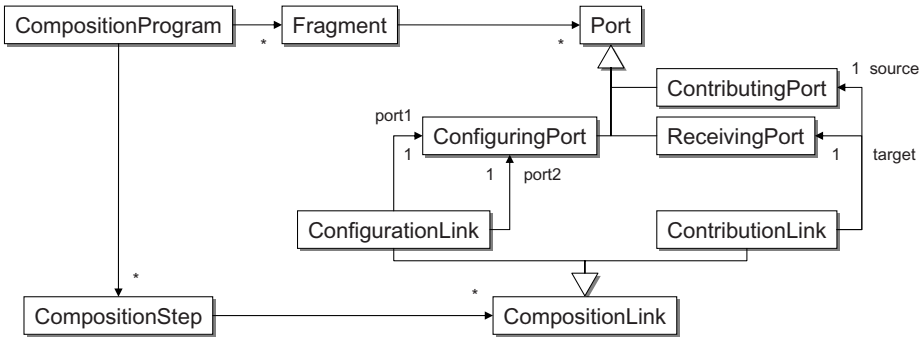 CompositionProgram
Fragment
Port
*
*
1 source
ContributingPort
port1
ConfiguringPort
ReceivingPort
1
1
target
1
port2
ConfigurationLink
ContributionLink
*
*
CompositionStep
CompositionLink